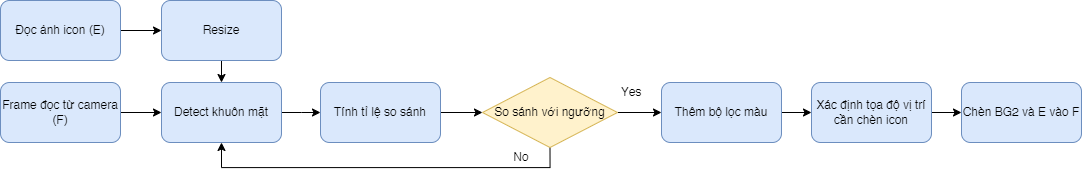 Đọc ảnh icon (E)
Resize
Frame đọc từ camera
(F)
Detect khuôn mặt
Tính tỉ lệ so sánh
So sánh với ngưỡng
Yes
No
Thêm bộ lọc màu
Xác định tọa độ vị trí
cần chèn icon
Chèn BG2 và E vào F